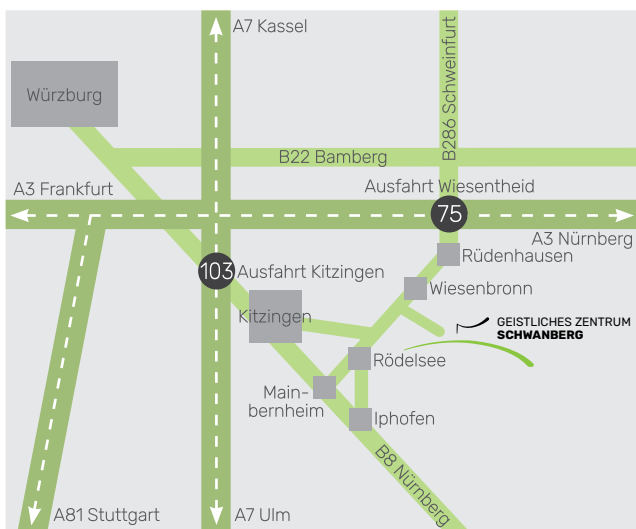 A7 Kassel
B286 Schweinfurt
Würzburg
B22 Bamberg
A3 Frankfurt
Ausfahrt Wiesentheid
75
A3 Nürnberg
Rüdenhausen
103
Ausfahrt Kitzingen
Wiesenbronn
Kitzingen
GEISTLICHES ZENTRUM
SCHWANBERG
Rödelsee
Main-
bernheim
Iphofen
B8 Nürnberg
A81 Stuttgart
A7 Ulm